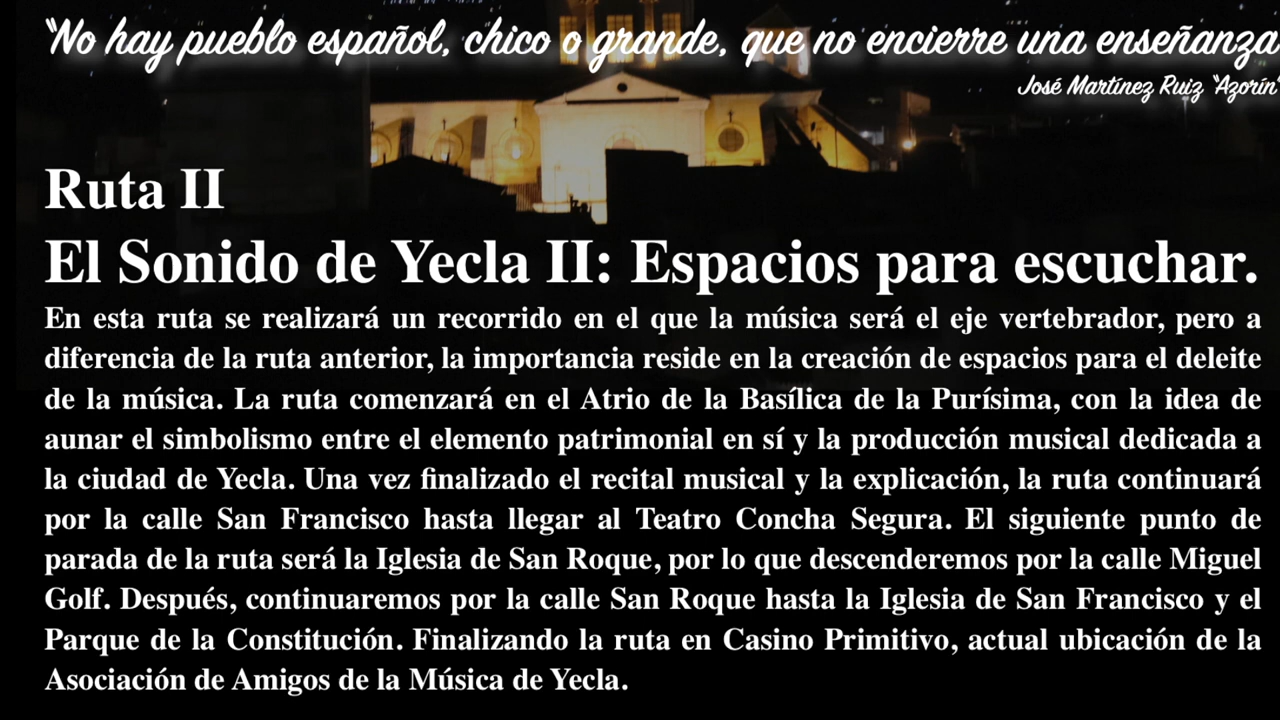 “No hay pueblo español, chico o grande, que no encierre una enseñanza
José Martínez Ruiz “Azorín”
Ruta II
El Sonido de Yecla II: Espacios para escuchar.
En esta ruta se realizará un recorrido en el que la música será el eje vertebrador, pero a
diferencia de la ruta anterior, la importancia reside en la creación de espacios para el deleite
de la música. La ruta comenzará en el Atrio de la Basílica de la Purísima, con la idea de
aunar el simbolismo entre el elemento patrimonial en sí y la producción musical dedicada a
la ciudad de Yecla. Una vez finalizado el recital musical y la explicación, la ruta continuará
por la calle San Francisco hasta llegar al Teatro Concha Segura. El siguiente punto de
parada de la ruta será la Iglesia de San Roque, por lo que descenderemos por la calle Miguel
Golf. Después, continuaremos por la calle San Roque hasta la Iglesia de San Francisco y el
Parque de la Constitución. Finalizando la ruta en Casino Primitivo, actual ubicación de la
Asociación de Amigos de la Música de Yecla.